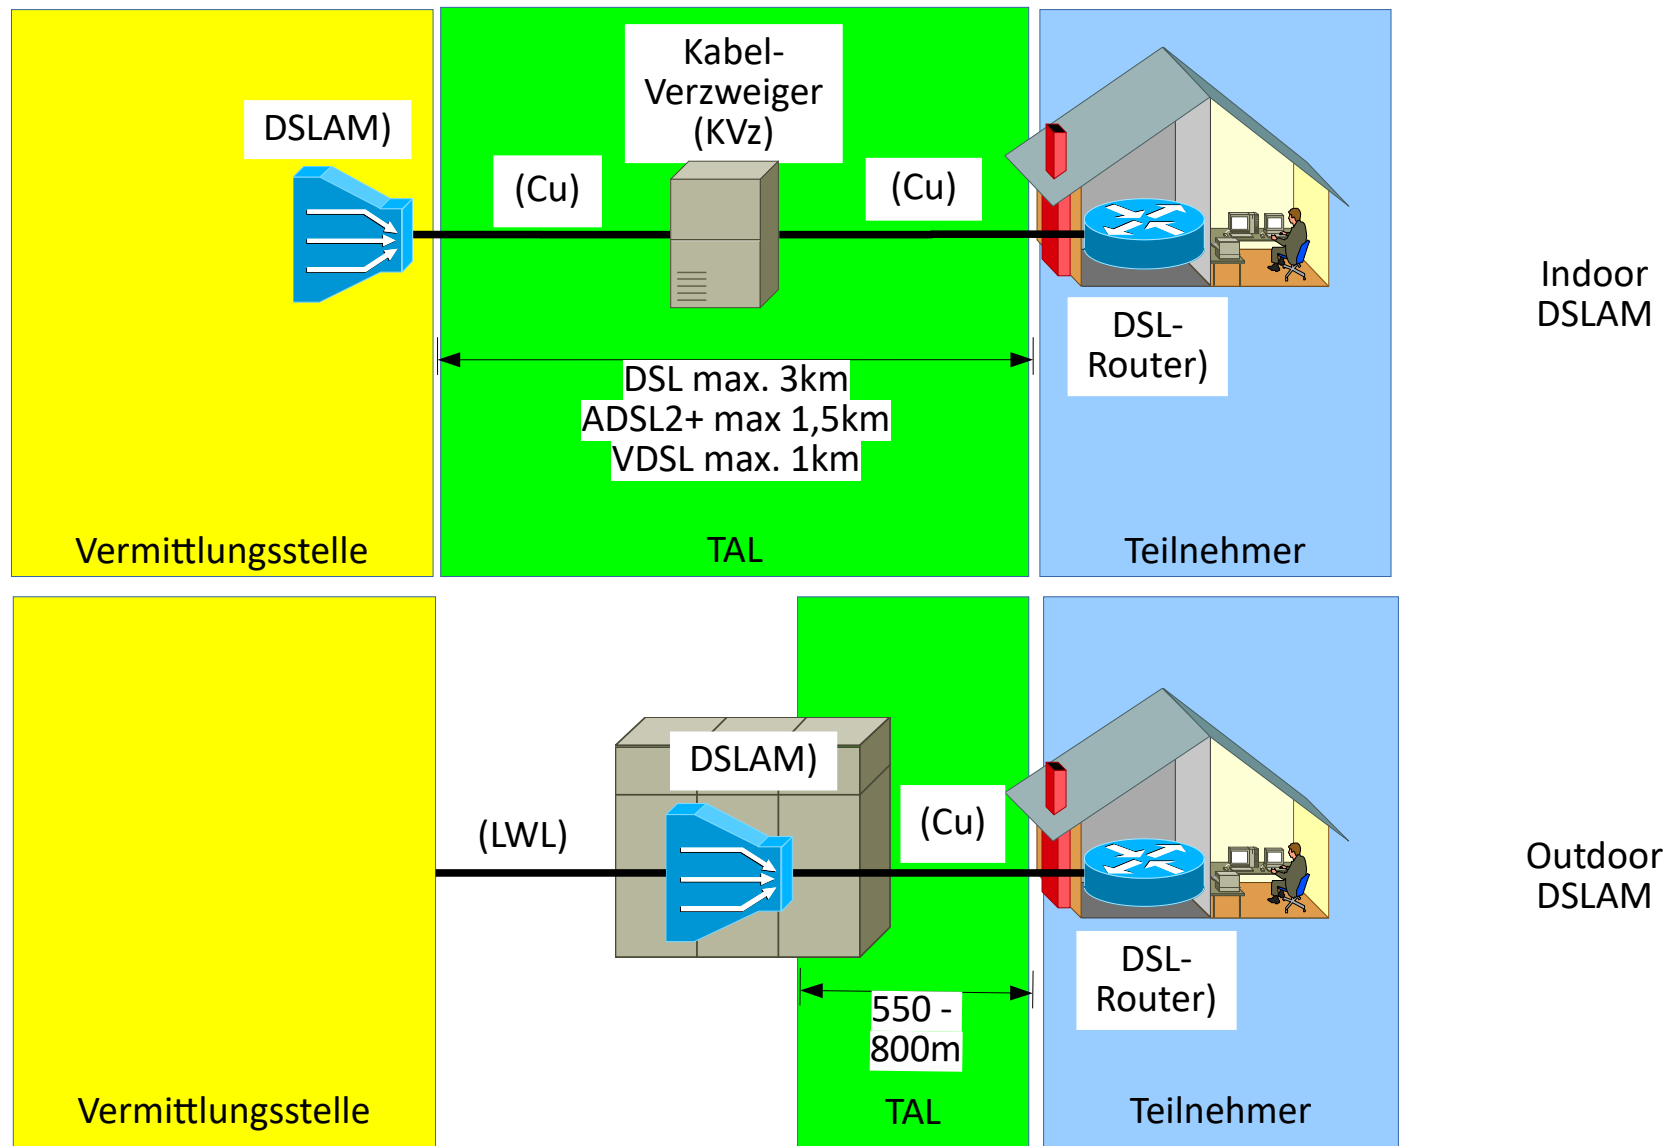 Kabel-
Verzweiger
(KVz)
DSLAM)
(Cu)
(Cu)
Indoor
DSLAM
DSL-
Router)
DSL max. 3km
ADSL2+ max 1,5km
VDSL max. 1km
Vermittlungsstelle
TAL
Teilnehmer
DSLAM)
(LWL)
(Cu)
Outdoor
DSLAM
DSL-
Router)
550 -
800m
Vermittlungsstelle
TAL
Teilnehmer